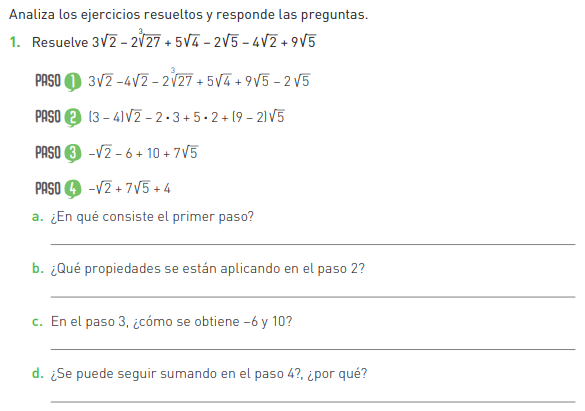 Analiza los ejercicios resueltos y responde las preguntas.
1. Resuelve 3√2 – 2∛27 + 5√4 – 2√5 – 4√2 + 9√5
PASO 1 3√2 –4√2 – 2∛27 + 5√4 + 9√5 – 2√5
PASO 2 (3 – 4)√2 – 2 • 3 + 5 • 2 + (9 – 2)√5
PASO 3 –√2 – 6 + 10 + 7√5
PASO 4 –√2 + 7√5 + 4
a. ¿En qué consiste el primer paso?
b. ¿Qué propiedades se están aplicando en el paso 2?
c. En el paso 3, ¿cómo se obtiene –6 y 10?
d. ¿Se puede seguir sumando en el paso 4?, ¿por qué?